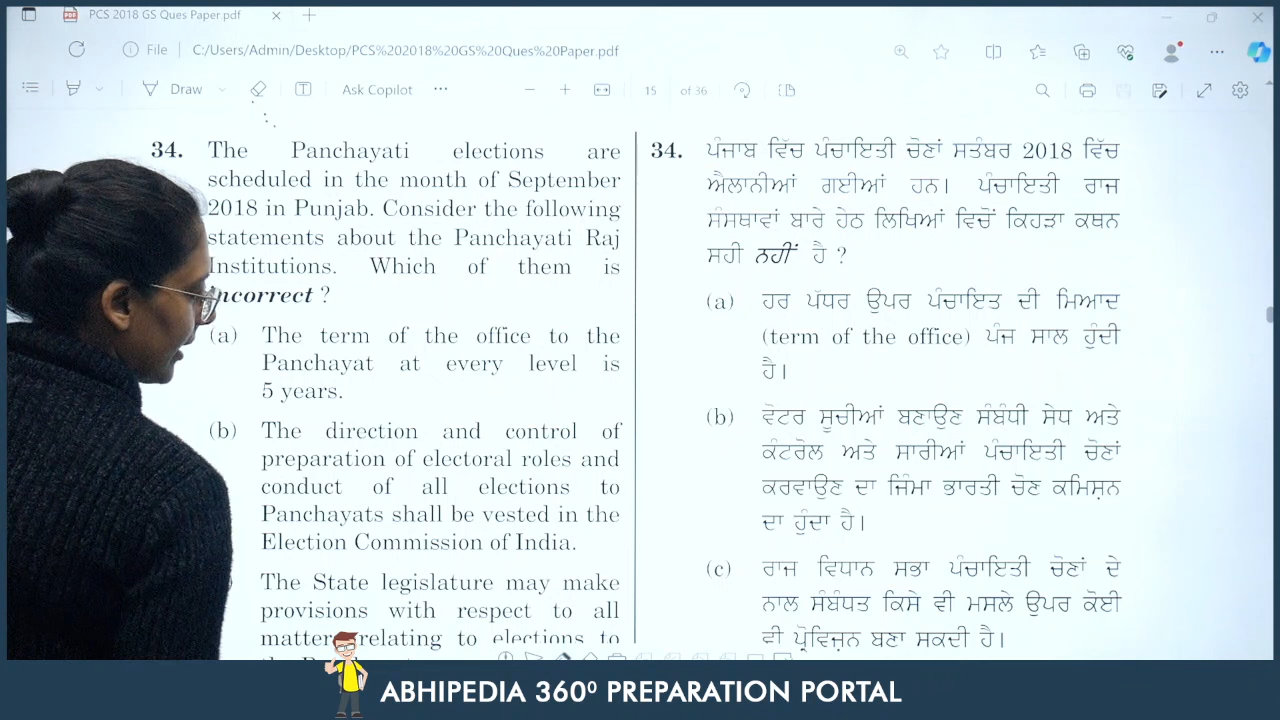 PCS 2018 GS Ques Paper.pdf
File
C:/Users/Admin/Desktop/PCS%202018%20GS%20Ques%20Paper.pdf
Draw
Ask Copilot
15
of 36
34. The Panchayati elections are
scheduled in the month of September
2018 in Punjab. Consider the following
statements about the Panchayati Raj
Institutions. Which of them is
ncorrect ?
(a) The term of the office to the
Panchayat at every level is
5 years.
(b) The direction and control of
preparation of electoral roles and
conduct of all elections to
Panchayats shall be vested in the
Election Commission of India.
The State legislature may make
provisions with respect to all
matters relating to elections to
34. ਪੰਜਾਬ ਵਿੱਚ ਪੰਚਾਇਤੀ ਚੋਣਾਂ ਸਤੰਬਰ 2018 ਵਿੱਚ
ਐਲਾਨੀਆਂ ਗਈਆਂ ਹਨ। ਪੰਚਾਇਤੀ ਰਾਜ
ਸੰਸਥਾਵਾਂ ਬਾਰੇ ਹੇਠ ਲਿਖਿਆਂ ਵਿਚੋਂ ਕਿਹੜਾ ਕਥਨ
ਸਹੀ ਨਹੀਂ ਹੈ ?
(a) ਹਰ ਪੱਧਰ ਉਪਰ ਪੰਚਾਇਤ ਦੀ ਮਿਆਦ
(term of the office) ਪੰਜ ਸਾਲ ਹੁੰਦੀ
ਹੈ।
(b) ਵੋਟਰ ਸੂਚੀਆਂ ਬਣਾਉਣ ਸੰਬੰਧੀ ਸੇਧ ਅਤੇ
ਕੰਟਰੋਲ ਅਤੇ ਸਾਰੀਆਂ ਪੰਚਾਇਤੀ ਚੋਣਾਂ
ਕਰਵਾਉਣ ਦਾ ਜਿੰਮਾ ਭਾਰਤੀ ਚੋਣ ਕਮਿਸ਼ਨ
ਦਾ ਹੁੰਦਾ ਹੈ।
(c) ਰਾਜ ਵਿਧਾਨ ਸਭਾ ਪੰਚਾਇਤੀ ਚੋਣਾਂ ਦੇ
ਨਾਲ ਸੰਬੰਧਤ ਕਿਸੇ ਵੀ ਮਸਲੇ ਉਪਰ ਕੋਈ
ਵੀ ਪ੍ਰੋਵਿਜ਼ਨ ਬਣਾ ਸਕਦੀ ਹੈ।
ABHIPEDIA 360⁰ PREPARATION PORTAL